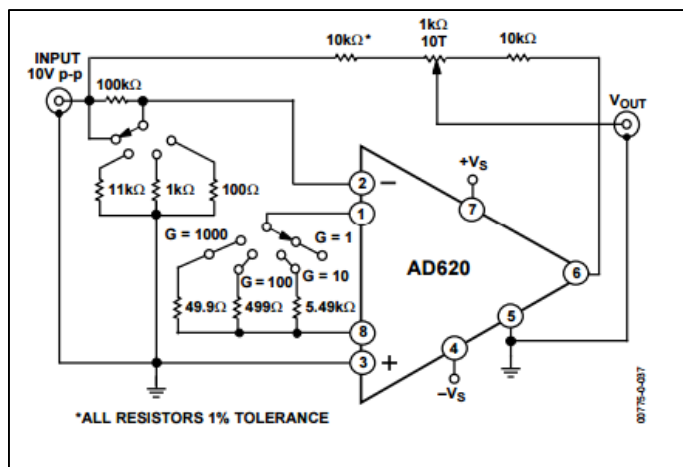 INPUT
10V p-p
100kΩ
10kΩ*
1kΩ
10T
10kΩ
VOUT
11kΩ
1kΩ
100Ω
+VS
2
–
1
7
G = 1000
G = 1
G = 100
G = 10
AD620
6
49.9Ω
499Ω
5.49kΩ
8
5
3
+
4
–VS
*ALL RESISTORS 1% TOLERANCE
00775-0-037